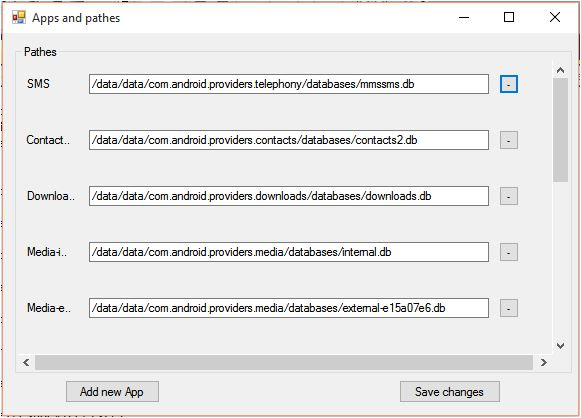 Apps and pathes
Pathes
SMS /data/data/com.android.providers.telephony/databases/mmssms.db -
Contact.. /data/data/com.android.providers.contacts/databases/contacts2.db -
Downloa.. /data/data/com.android.providers.downloads/databases/downloads.db -
Media-i.. /data/data/com.android.providers.media/databases/internal.db -
Media-e.. /data/data/com.android.providers.media/databases/external-e15a07e6.db -
Add new App Save changes